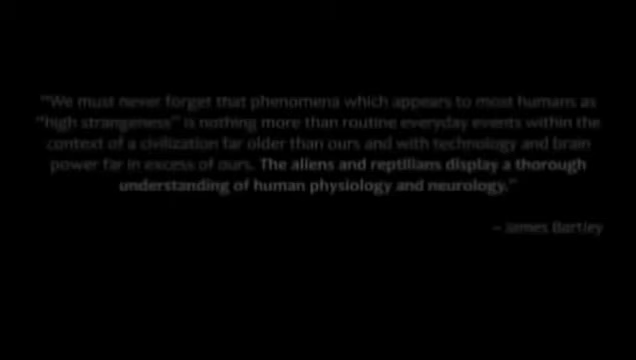 "We must never forget that phenomena which appears to most humans as
"high strangeness" is nothing more than routine everyday events within the
context of a civilization far older than ours and with technology and brain
power far in excess of ours. The aliens and reptilians display a thorough
understanding of human physiology and neurology."
– James Bartley